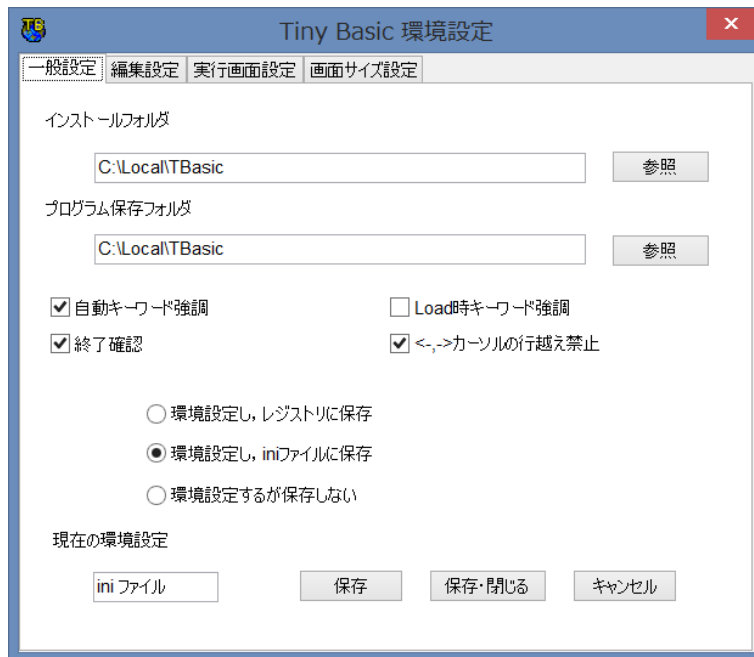 TB
Tiny Basic 環境設定
一般設定 編集設定 実行画面設定 画面サイズ設定
インストールフォルダ
C:\Local\TBasic 参照
プログラム保存フォルダ
C:\Local\TBasic 参照
自動キーワード強調 Load時キーワード強調
終了確認 <-,->カーソルの行越え禁止
環境設定し,レジストリに保存
環境設定し,iniファイルに保存
環境設定するが保存しない
現在の環境設定
ini ファイル 保存 保存・閉じる キャンセル